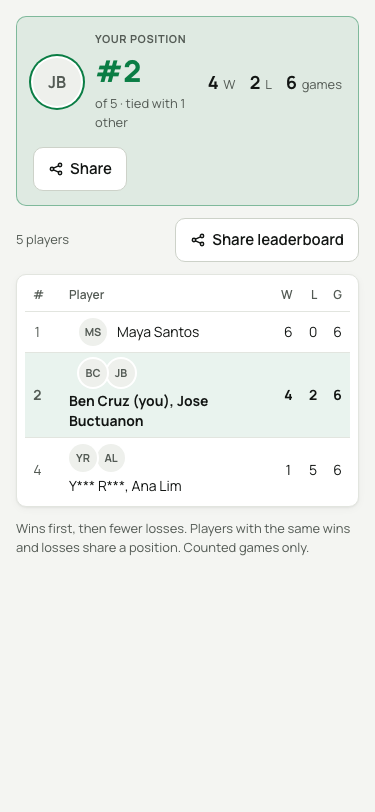 YOUR POSITION
JB
#2
4 W 2 L 6 games
of 5 · tied with 1
other
Share
5 players
Share leaderboard
# Player W L G
1 MS Maya Santos 6 0 6
BC JB
2 Ben Cruz (you), Jose 4 2 6
Buctuanon
YR AL
4 Y*** R***, Ana Lim 1 5 6
Wins first, then fewer losses. Players with the same wins
and losses share a position. Counted games only.